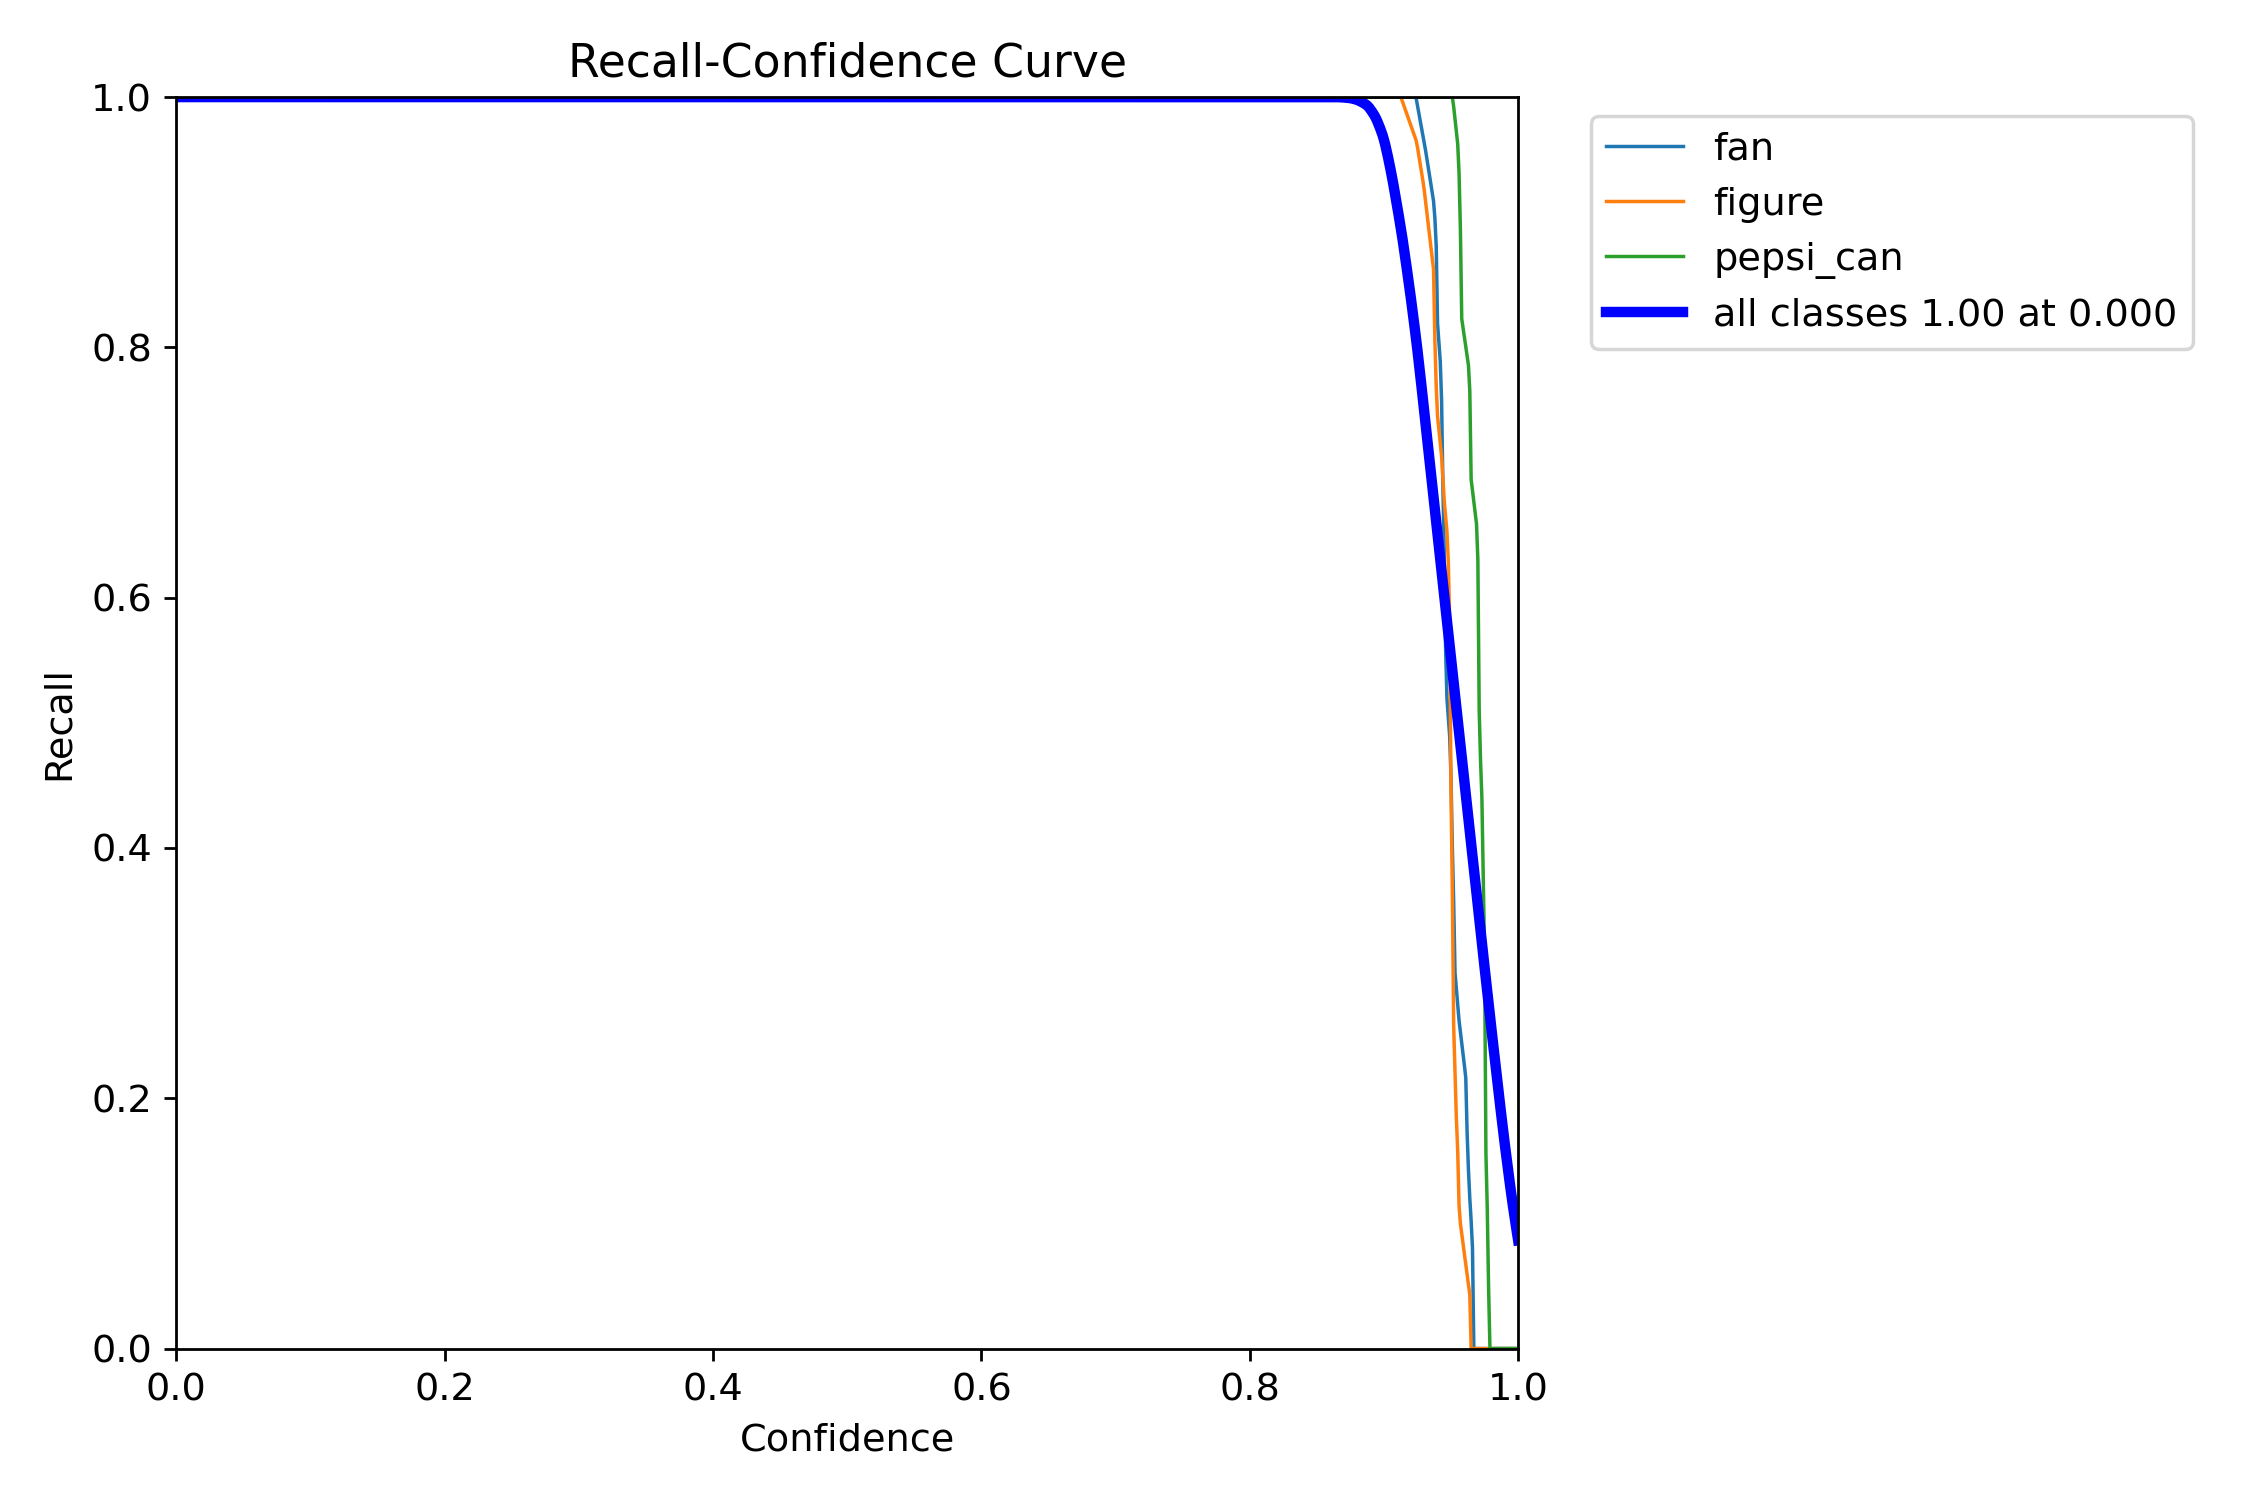 Recall-Confidence Curve
1.0
0.8
0.6
0.4
0.2
0.0
Recall
0.0 0.2 0.4 0.6 0.8 1.0
Confidence
fan
figure
pepsi_can
all classes 1.00 at 0.000